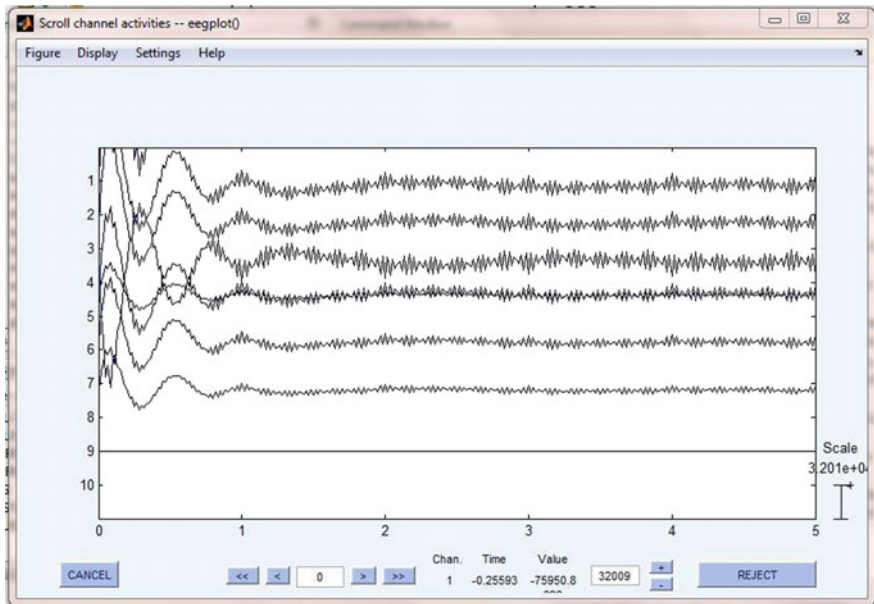 Scroll channel activities -- eegplot()
Figure Display Settings Help
1
2
3
4
5
6
7
8
9
10
0 1 2 3 4 5
Scale
3.201e+04
Chan. Time Value
CANCEL << < 0 > >> 1 -0.25593 -75950.8 32009 + - REJECT